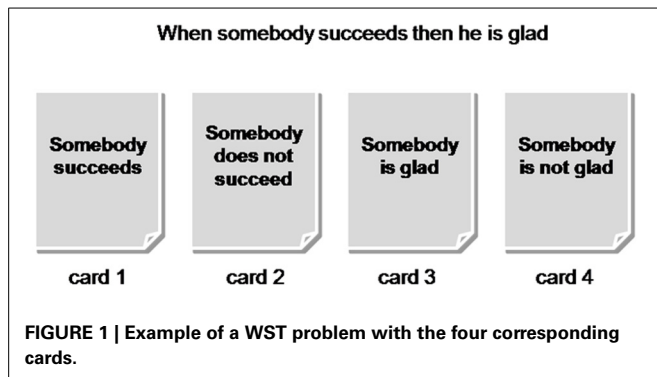 When somebody succeeds then he is glad
Somebody
succeeds
Somebody
does not
succeed
Somebody
is glad
Somebody
is not glad
card 1
card 2
card 3
card 4
FIGURE 1 | Example of a WST problem with the four corresponding
cards.